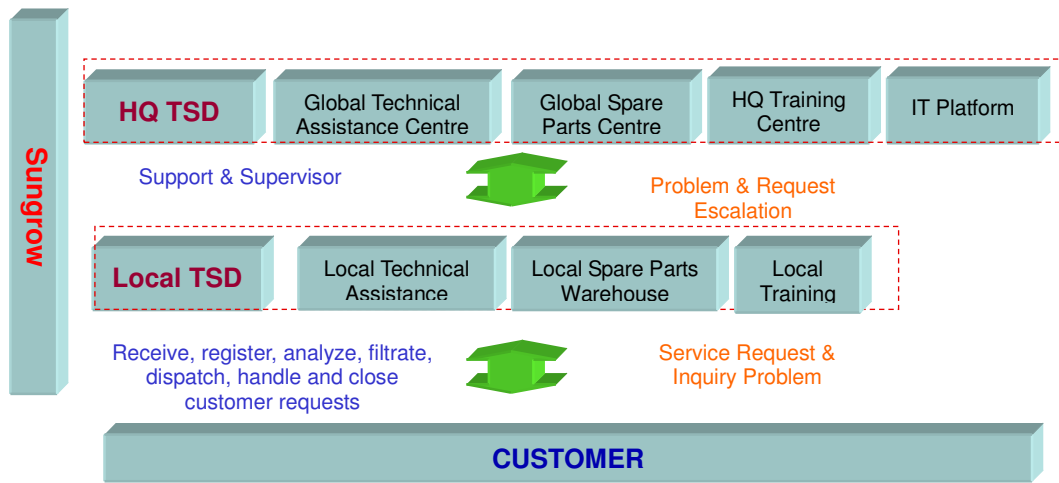 Sungrow
HQ TSD
Global Technical
Assistance Centre
Global Spare
Parts Centre
HQ Training
Centre
IT Platform
Support & Supervisor
Problem & Request
Escalation
Local TSD
Local Technical
Assistance
Local Spare Parts
Warehouse
Local
Training
Receive, register, analyze, filtrate,
dispatch, handle and close
customer requests
Service Request &
Inquiry Problem
CUSTOMER